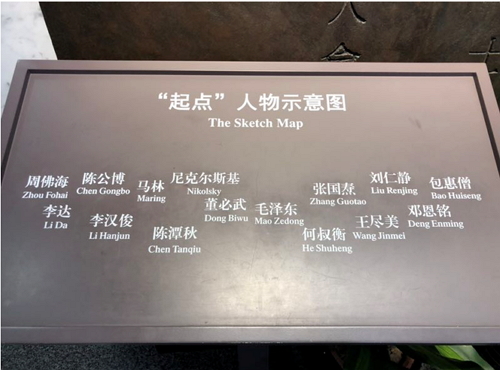 “起点”人物示意图
The Sketch Map
周佛海
Zhou Fohai
陈公博
Chen Gongbo
马林
Maring
尼克尔斯基
Nikolsky
张国焘
Zhang Guotao
刘仁静
Liu Renjing
包惠僧
Bao Huiseng
李达
Li Da
李汉俊
Li Hanjun
陈潭秋
Chen Tanqiu
董必武
Dong Biwu
毛泽东
Mao Zedong
何叔衡
He Shuheng
王尽美
Wang Jinmei
邓恩铭
Deng Enming